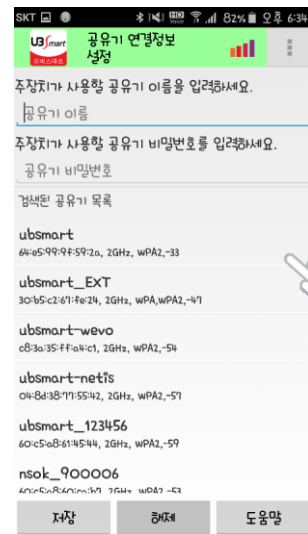 SKT 82% 오후 6:34
UBSmart 유비스마트 공유기 연결정보 설정
주장치가 사용할 공유기 이름을 입력하세요.
공유기 이름
주장치가 사용할 공유기 비밀번호를 입력하세요.
공유기 비밀번호
검색된 공유기 목록
ubsmart
64:e5:99:9f:59:2a, 2GHz, WPA2,-33
ubsmart_EXT
30:b5:c2:67:fe:24, 2GHz, WPA,WPA2,-47
ubsmart-wevo
c8:3a:35:ff:a4:c1, 2GHz, WPA2,-54
ubsmart-netis
04:8d:38:77:55:42, 2GHz, WPA2,-57
ubsmart_123456
60:c5:a8:61:45:44, 2GHz, WPA2,-59
nsok_900006
2GHz, WPA2,-53
저장 해제 도움말